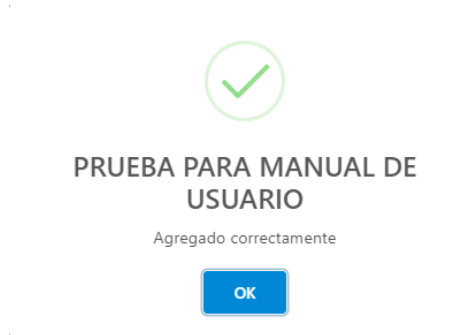 PRUEBA PARA MANUAL DE
USUARIO
Agregado correctamente
OK